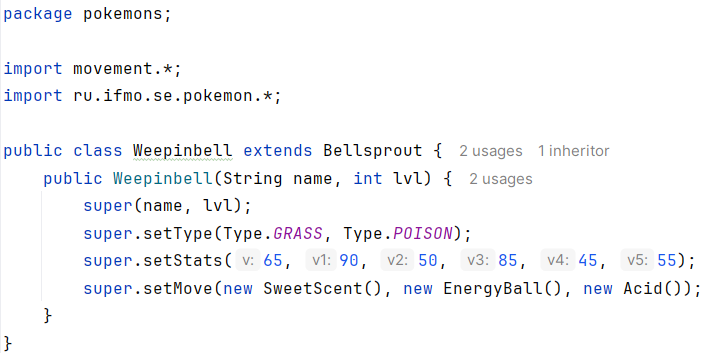 package pokemons;
import movement.*;
import ru.ifmo.se.pokemon.*;
public class Weepinbell extends Bellsprout { 2 usages 1 inheritor
public Weepinbell(String name, int lvl) { 2 usages
super(name, lvl);
super.setType(Type.GRASS, Type.POISON);
super.setStats( v: 65, v1: 90, v2: 50, v3: 85, v4: 45, v5: 55);
super.setMove(new SweetScent(), new EnergyBall(), new Acid());
}
}